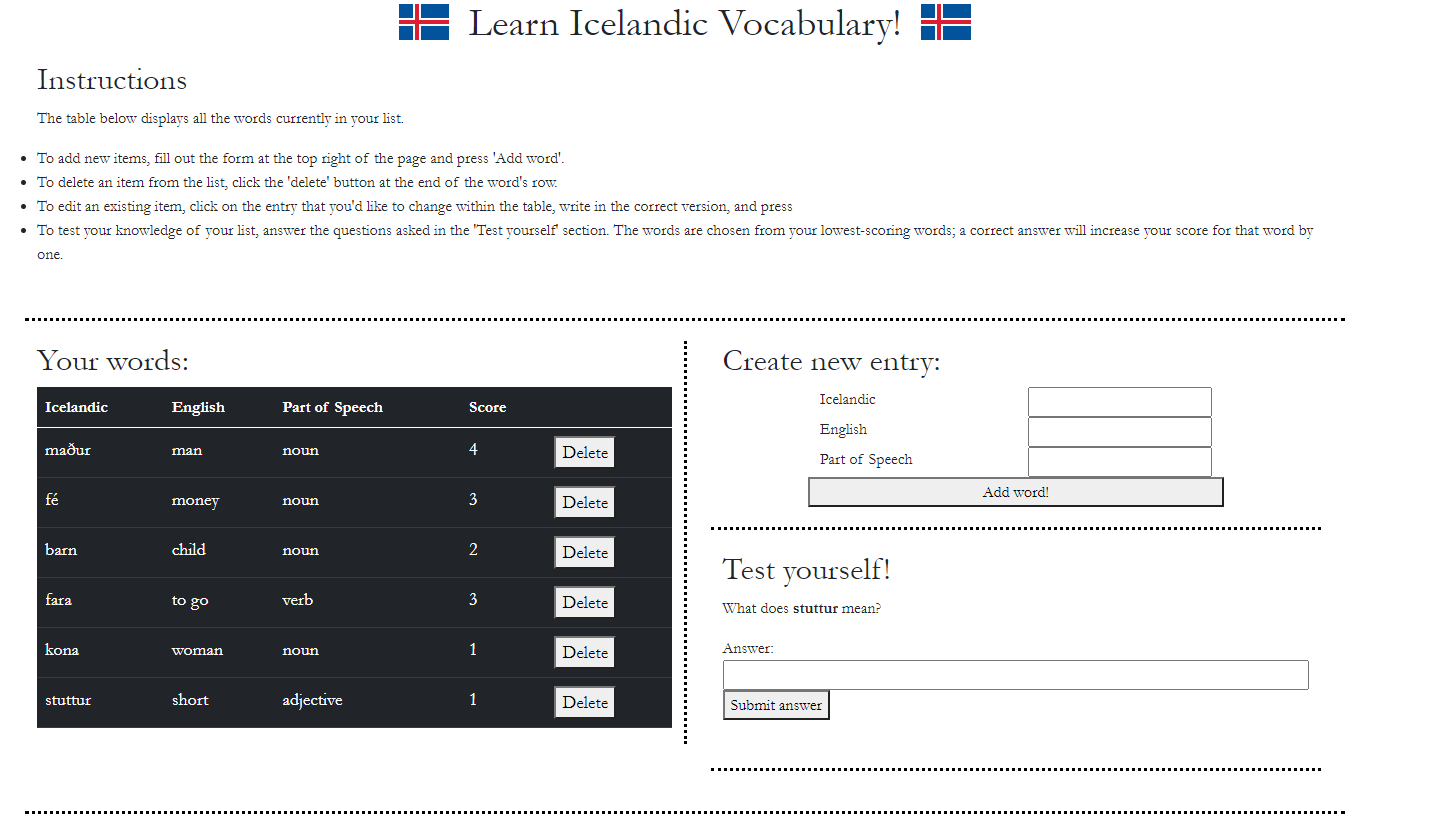 Learn Icelandic Vocabulary!
Instructions
The table below displays all the words currently in your list.
To add new items, fill out the form at the top right of the page and press 'Add word'.
To delete an item from the list, click the 'delete' button at the end of the word's row.
To edit an existing item, click on the entry that you'd like to change within the table, write in the correct version, and press
To test your knowledge of your list, answer the questions asked in the 'Test yourself' section. The words are chosen from your lowest-scoring words; a correct answer will increase your score for that word by
one.
Your words:
Icelandic English Part of Speech Score
maður man noun 4 Delete
fé money noun 3 Delete
barn child noun 2 Delete
fara to go verb 3 Delete
kona woman noun 1 Delete
stuttur short adjective 1 Delete
Create new entry:
Icelandic
English
Part of Speech
Add word!
Test yourself!
What does stuttur mean?
Answer:
Submit answer